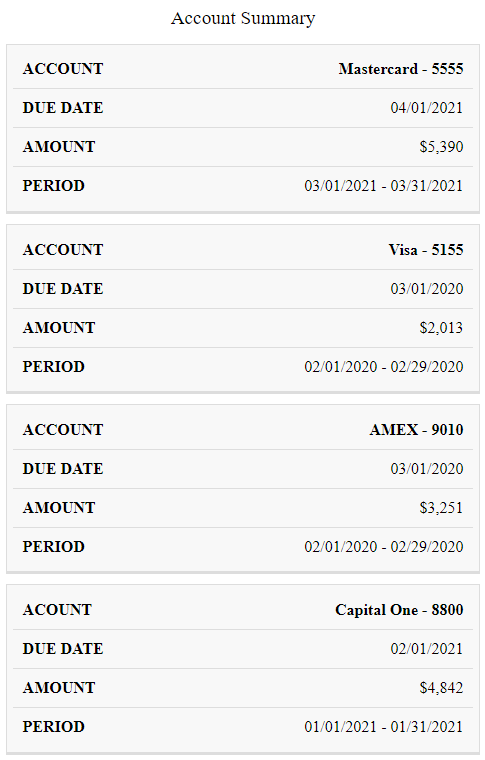 Account Summary
ACCOUNT Mastercard - 5555
DUE DATE 04/01/2021
AMOUNT $5,390
PERIOD 03/01/2021 - 03/31/2021
ACCOUNT Visa - 5155
DUE DATE 03/01/2020
AMOUNT $2,013
PERIOD 02/01/2020 - 02/29/2020
ACCOUNT AMEX - 9010
DUE DATE 03/01/2020
AMOUNT $3,251
PERIOD 02/01/2020 - 02/29/2020
ACOUNT Capital One - 8800
DUE DATE 02/01/2021
AMOUNT $4,842
PERIOD 01/01/2021 - 01/31/2021